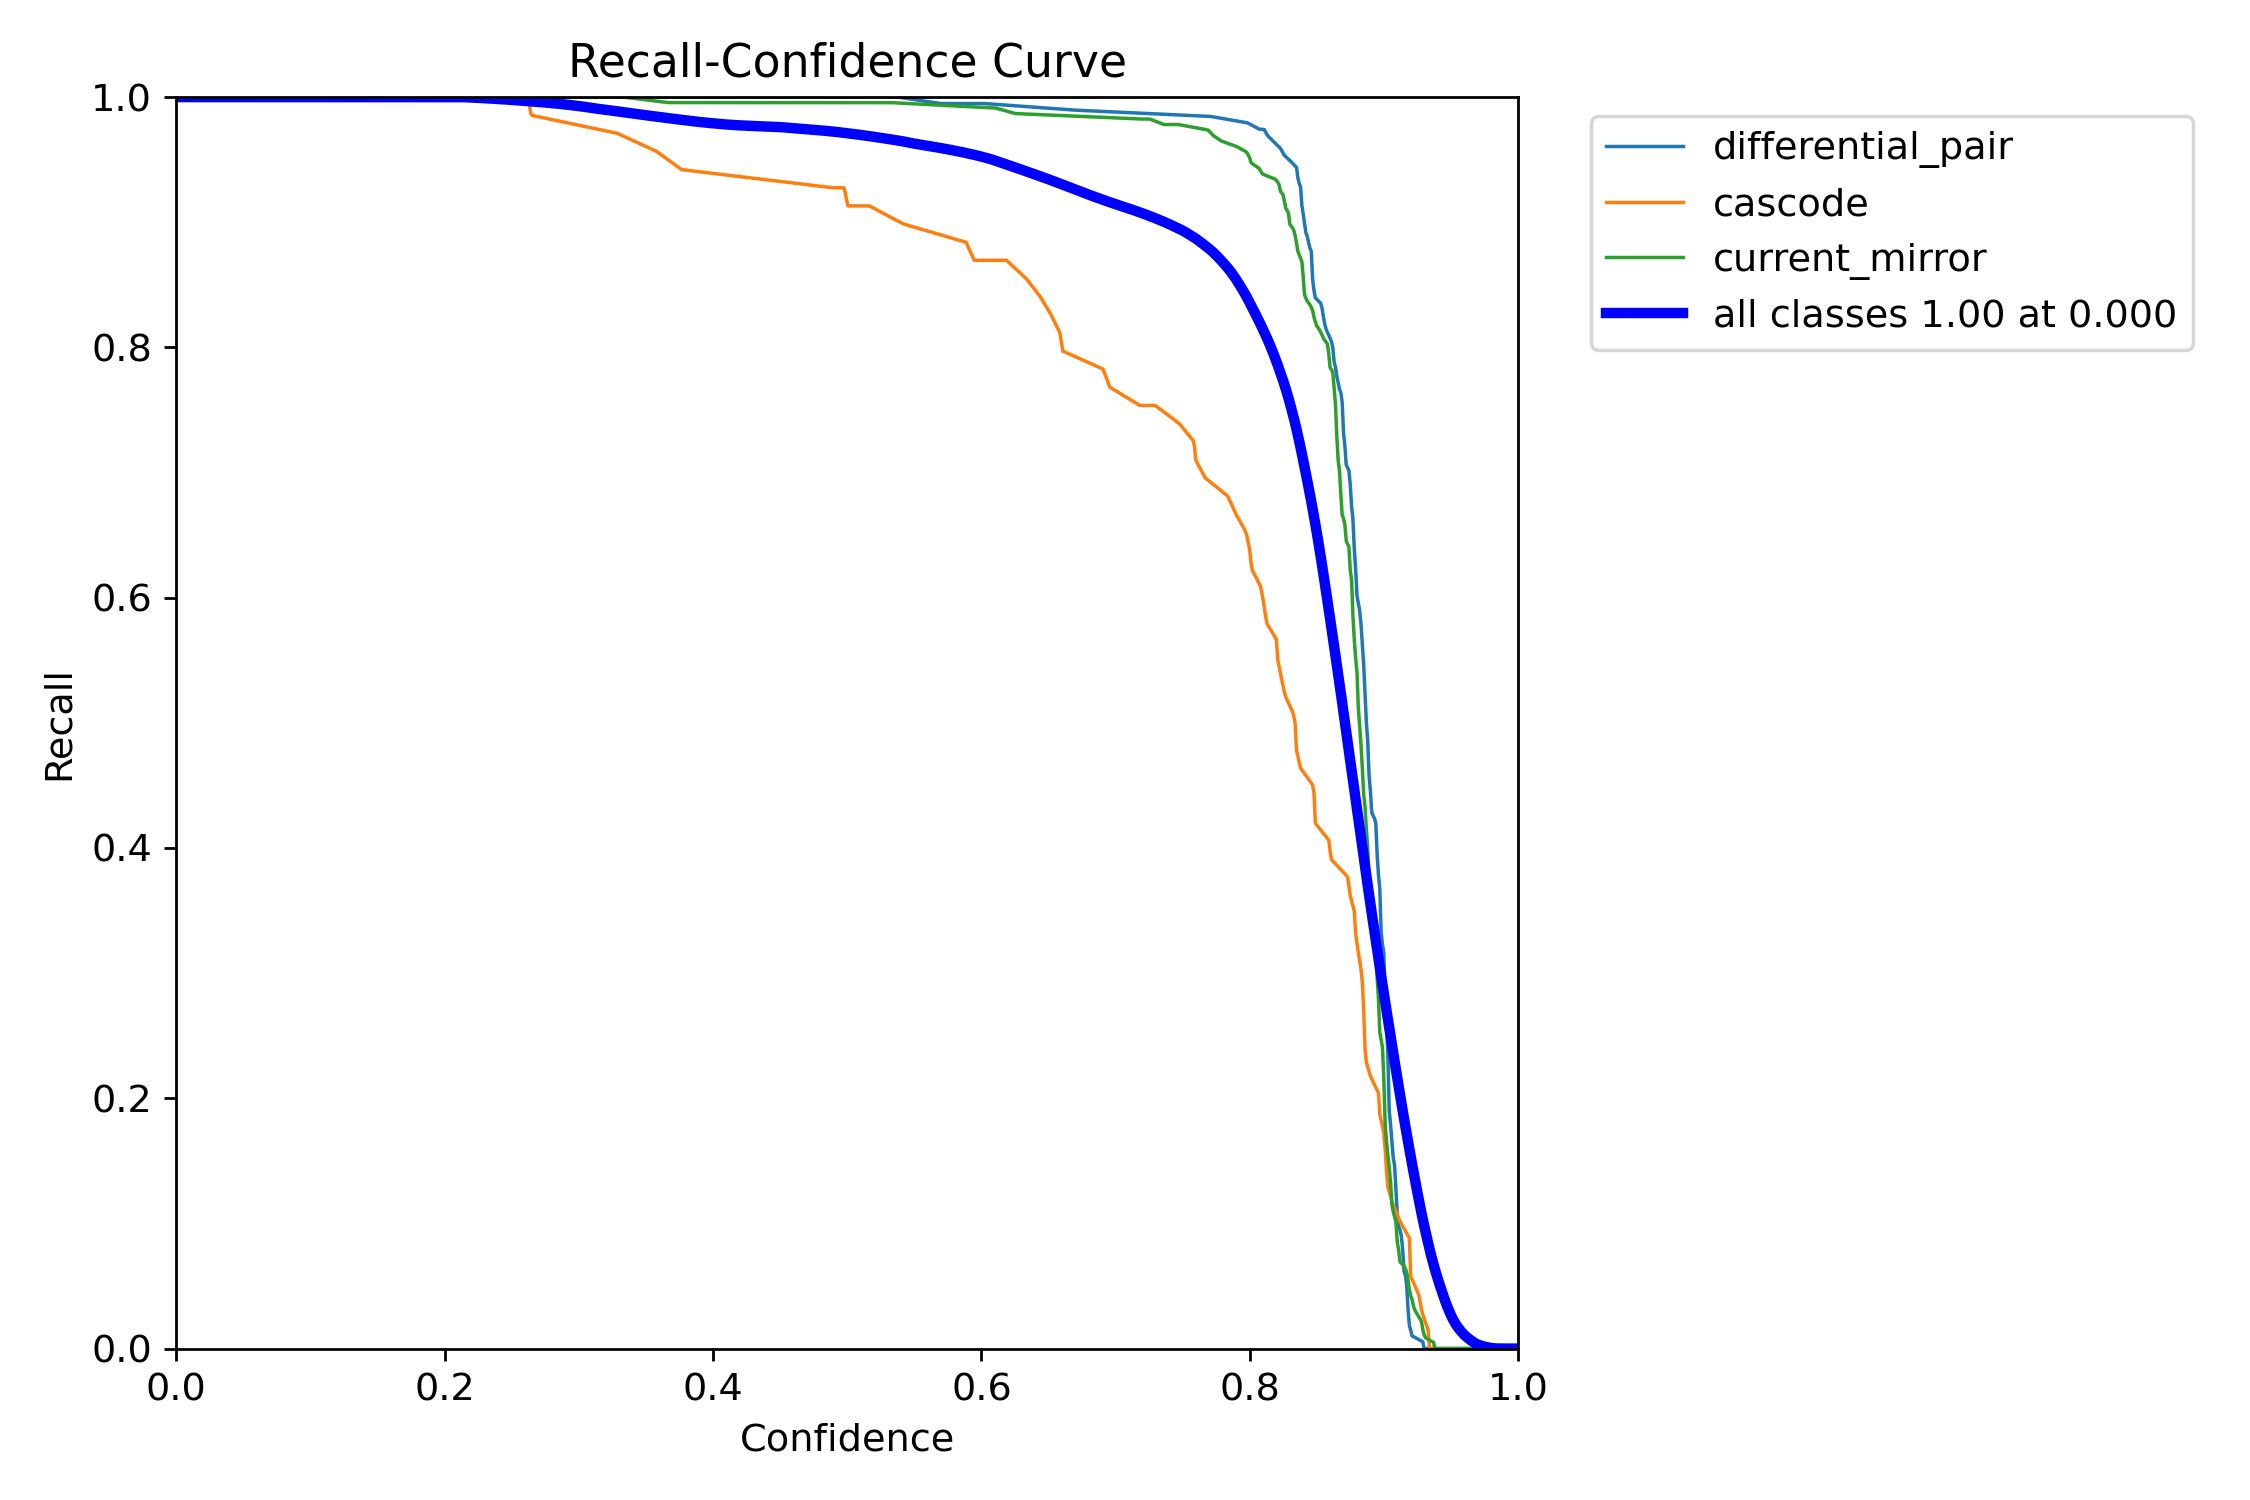 Recall-Confidence Curve
1.0
0.8
0.6
0.4
0.2
0.0
Recall
0.0 0.2 0.4 0.6 0.8 1.0
Confidence
differential_pair
cascode
current_mirror
all classes 1.00 at 0.000